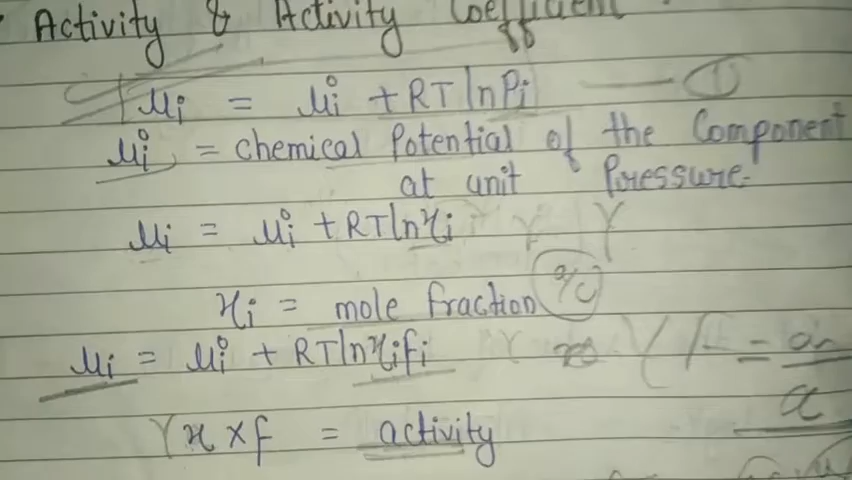 Activity & Activity Coefficient
μi = μi° + RT ln Pi —— ①
μi° = chemical Potential of the Component
at unit Pressure.
μi = μi° + RT ln xi
xi = mole fraction a/c
μi = μi° + RT ln xifi
γ x × f = activity